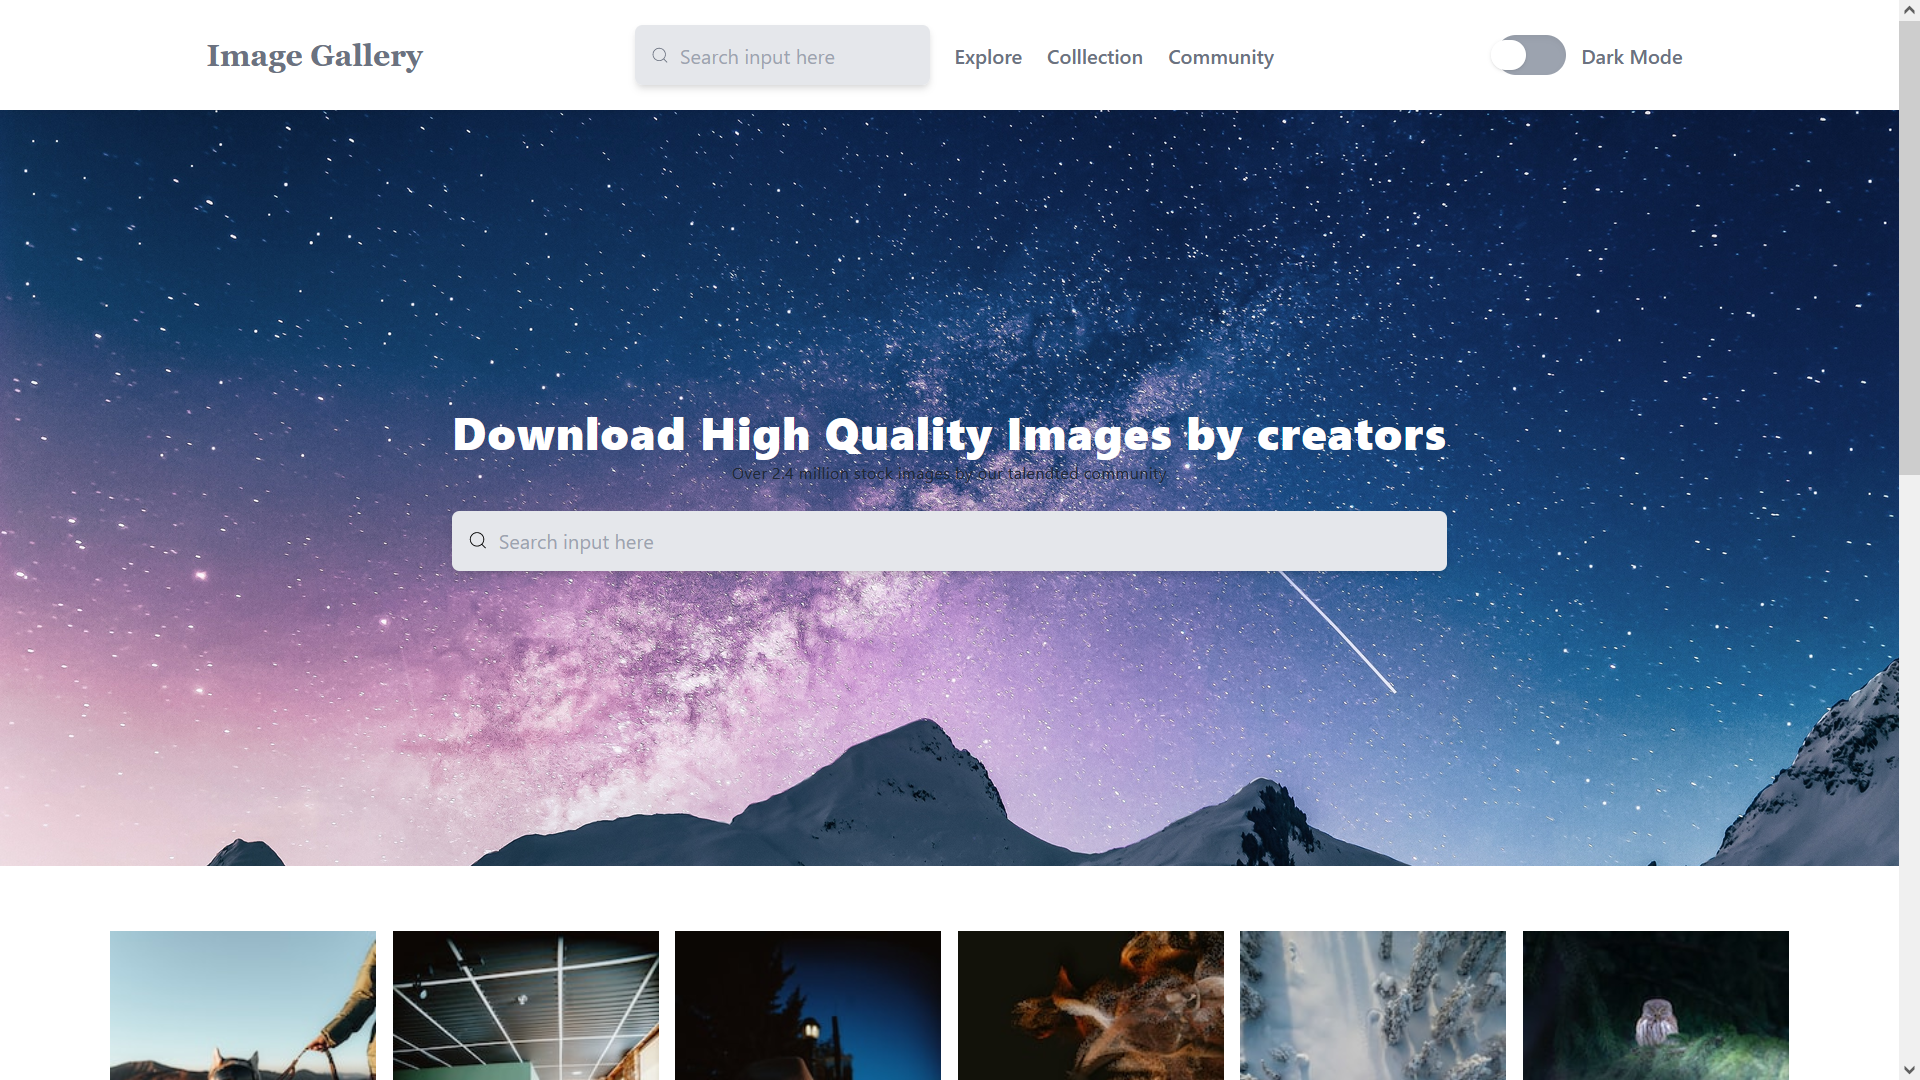 Image Gallery
Search input here
Explore
Colllection
Community
Dark Mode
Download High Quality Images by creators
Over 2.4 million stock images by our talendted community
Search input here